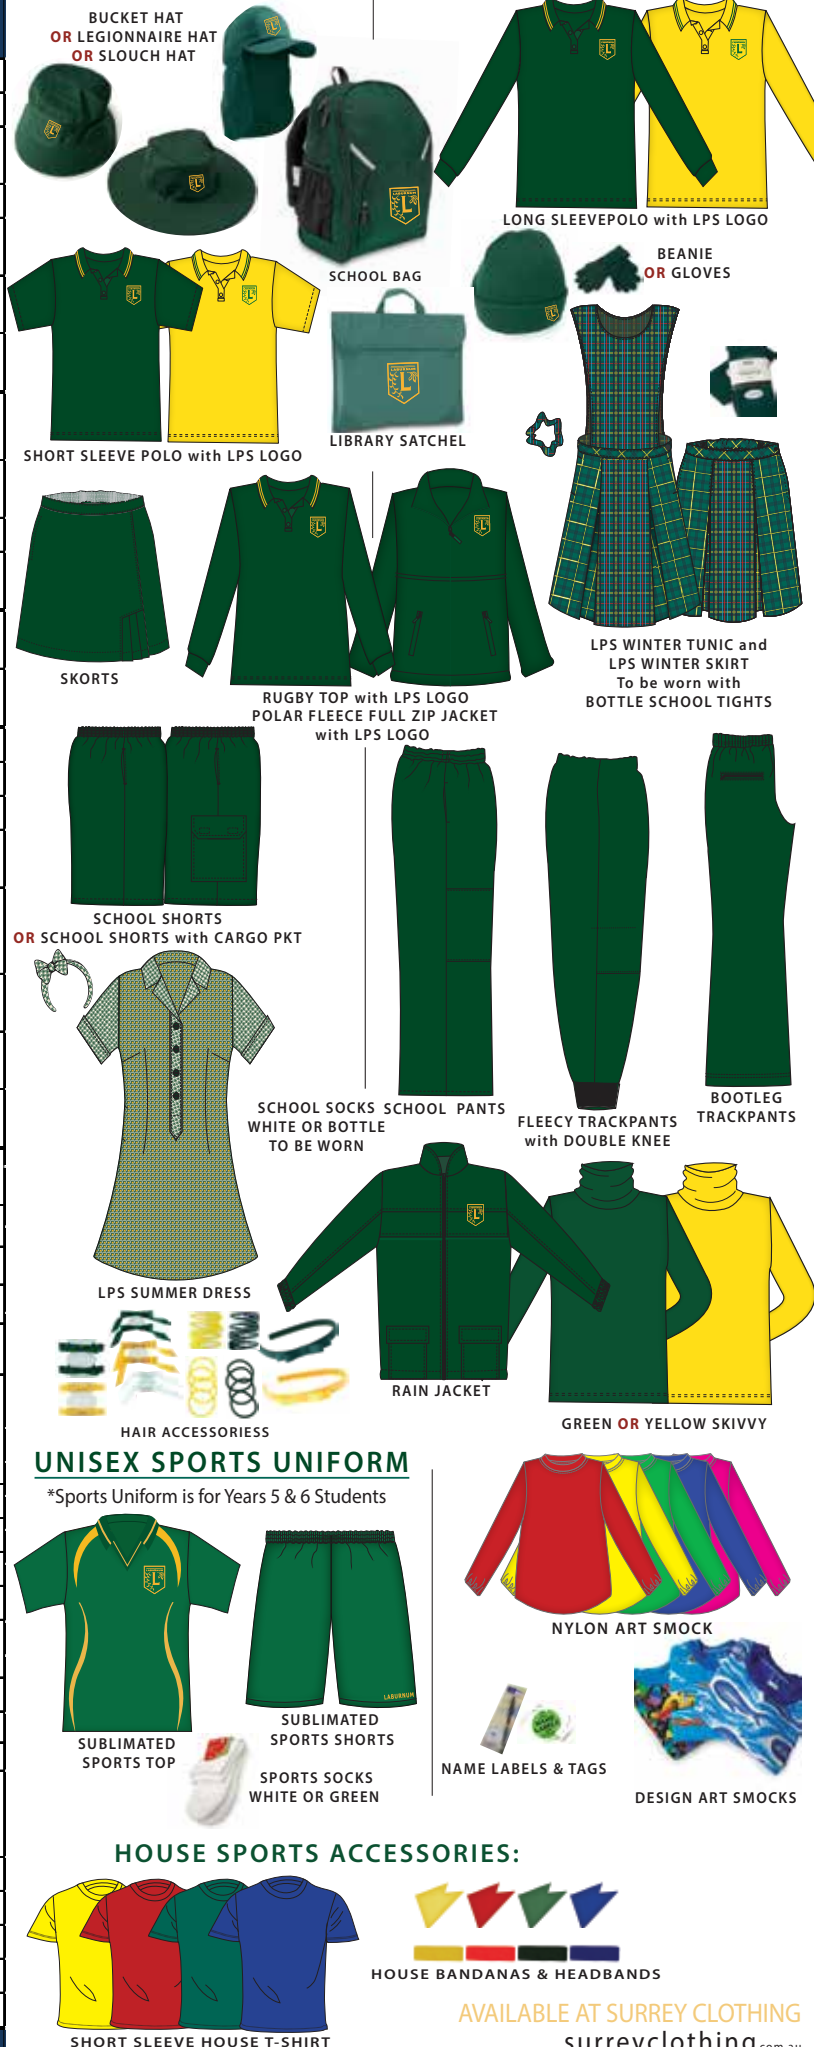 BUCKET HAT
OR LEGIONNAIRE HAT
OR SLOUCH HAT
LABURNUM
L
SCHOOL BAG
LONG SLEEVEPOLO with LPS LOGO
BEANIE
OR GLOVES
SHORT SLEEVE POLO with LPS LOGO
LIBRARY SATCHEL
SKORTS
RUGBY TOP with LPS LOGO
POLAR FLEECE FULL ZIP JACKET
with LPS LOGO
LPS WINTER TUNIC and
LPS WINTER SKIRT
To be worn with
BOTTLE SCHOOL TIGHTS
SCHOOL SHORTS
OR SCHOOL SHORTS with CARGO PKT
SCHOOL SOCKS
WHITE OR BOTTLE
TO BE WORN
SCHOOL PANTS
FLEECY TRACKPANTS
with DOUBLE KNEE
BOOTLEG
TRACKPANTS
LPS SUMMER DRESS
RAIN JACKET
GREEN OR YELLOW SKIVVY
HAIR ACCESSORIESS
UNISEX SPORTS UNIFORM
*Sports Uniform is for Years 5 & 6 Students
LABURNUM
SUBLIMATED
SPORTS TOP
SUBLIMATED
SPORTS SHORTS
SPORTS SOCKS
WHITE OR GREEN
NYLON ART SMOCK
NAME LABELS & TAGS
DESIGN ART SMOCKS
HOUSE SPORTS ACCESSORIES:
HOUSE BANDANAS & HEADBANDS
SHORT SLEEVE HOUSE T-SHIRT
AVAILABLE AT SURREY CLOTHING
surreyclothing.com.au